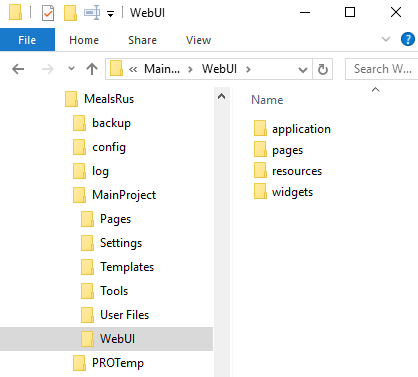 WebUI
File Home Share View
Main... WebUI Search W...
MealsRus
backup
config
log
MainProject
Pages
Settings
Templates
Tools
User Files
WebUI
PROTemp
Name
application
pages
resources
widgets